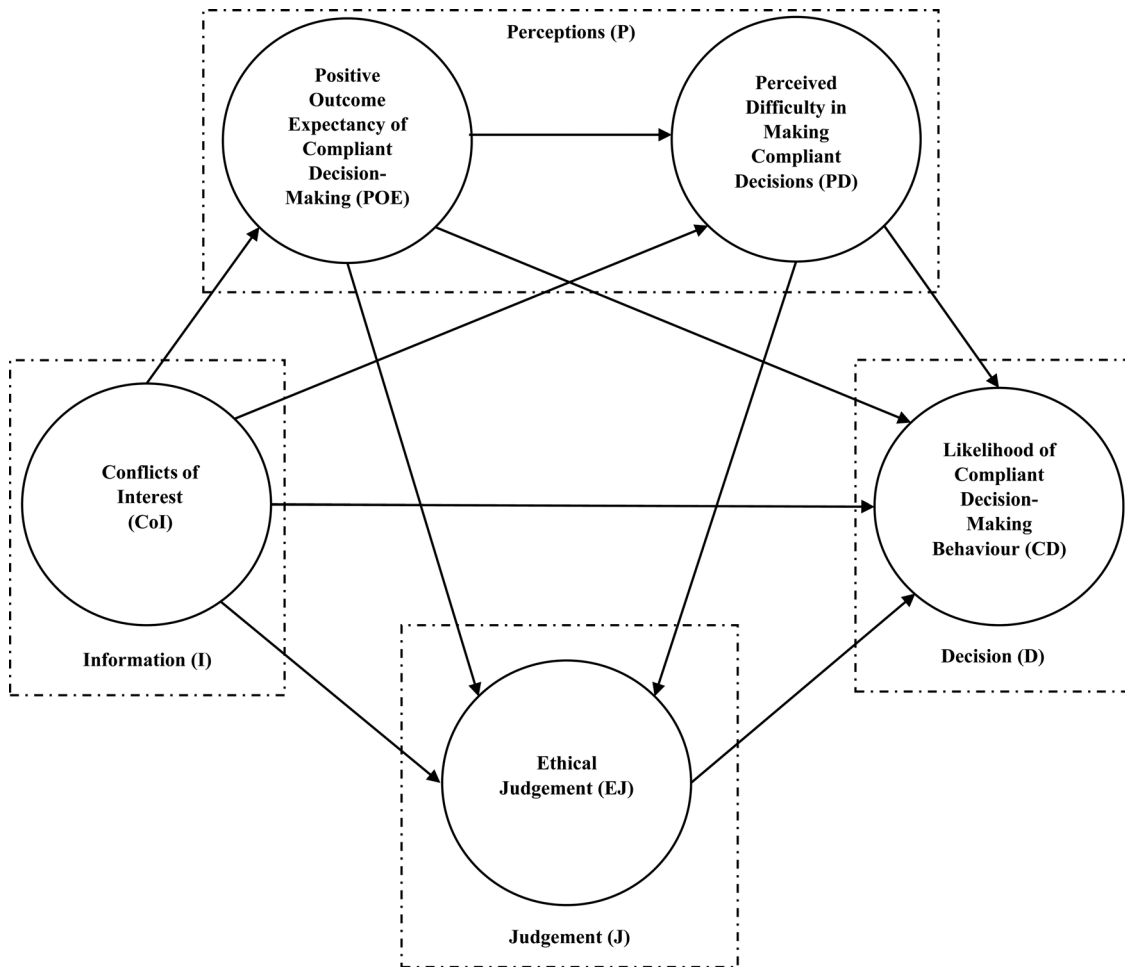 Perceptions (P)
Positive
Outcome
Expectancy of
Compliant
Decision-
Making (POE)
Perceived
Difficulty in
Making
Compliant
Decisions (PD)
Conflicts of
Interest
(CoI)
Information (I)
Likelihood of
Compliant
Decision-
Making
Behaviour (CD)
Decision (D)
Ethical
Judgement (EJ)
Judgement (J)